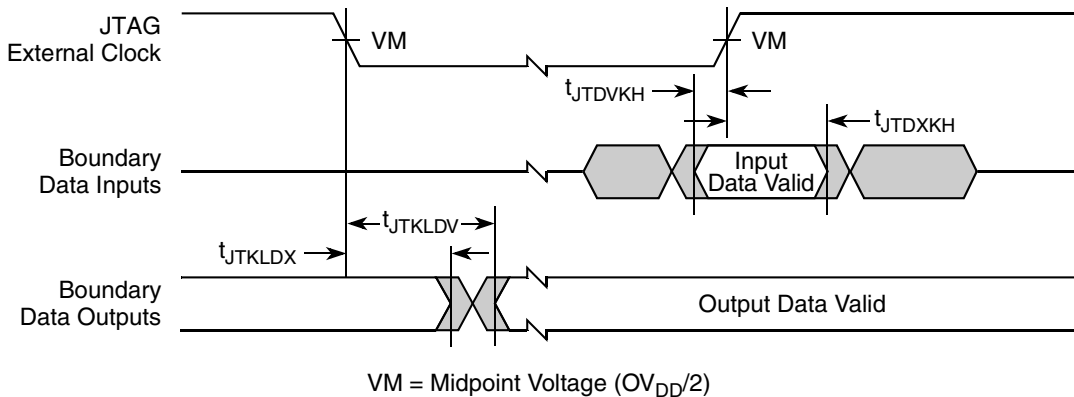 JTAG
External Clock
VM
VM
tJTDVKH
tJTDXKH
Boundary
Data Inputs
Input
Data Valid
tJTKLDV
tJTKLDX
Boundary
Data Outputs
Output Data Valid
VM = Midpoint Voltage (OVDD/2)